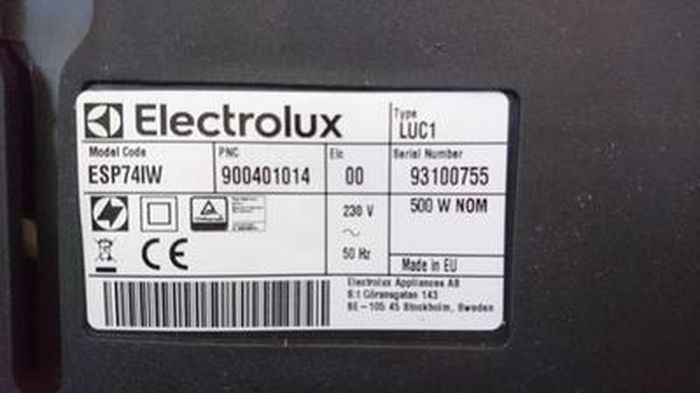 Electrolux
Type
LUC1
Model Code
ESP74IW
PNC
900401014
Elc
00
Serial Number
93100755
230 V
~
50 Hz
500 W NOM
CE
Made in EU
Electrolux Appliances AB
S:t Göransgatan 143
SE-105 45 Stockholm, Sweden